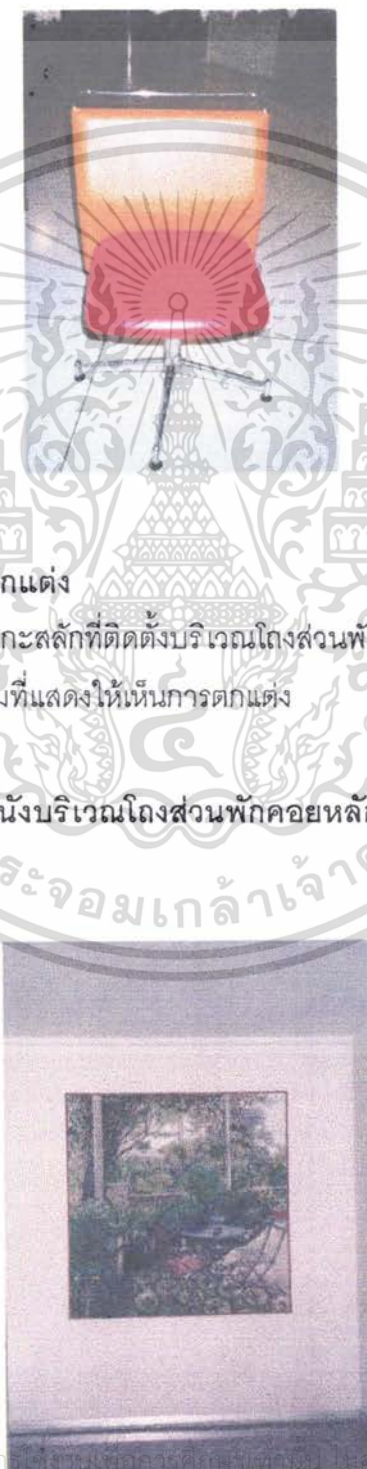 กแต่ง
กะสลักที่ติดตั้งบริเวณโถงส่วนพั
มที่แสดงให้เห็นการตกแต่ง
นังบริเวณโถงส่วนพักคอยหลั
ระจอมเกล้าเจ้า